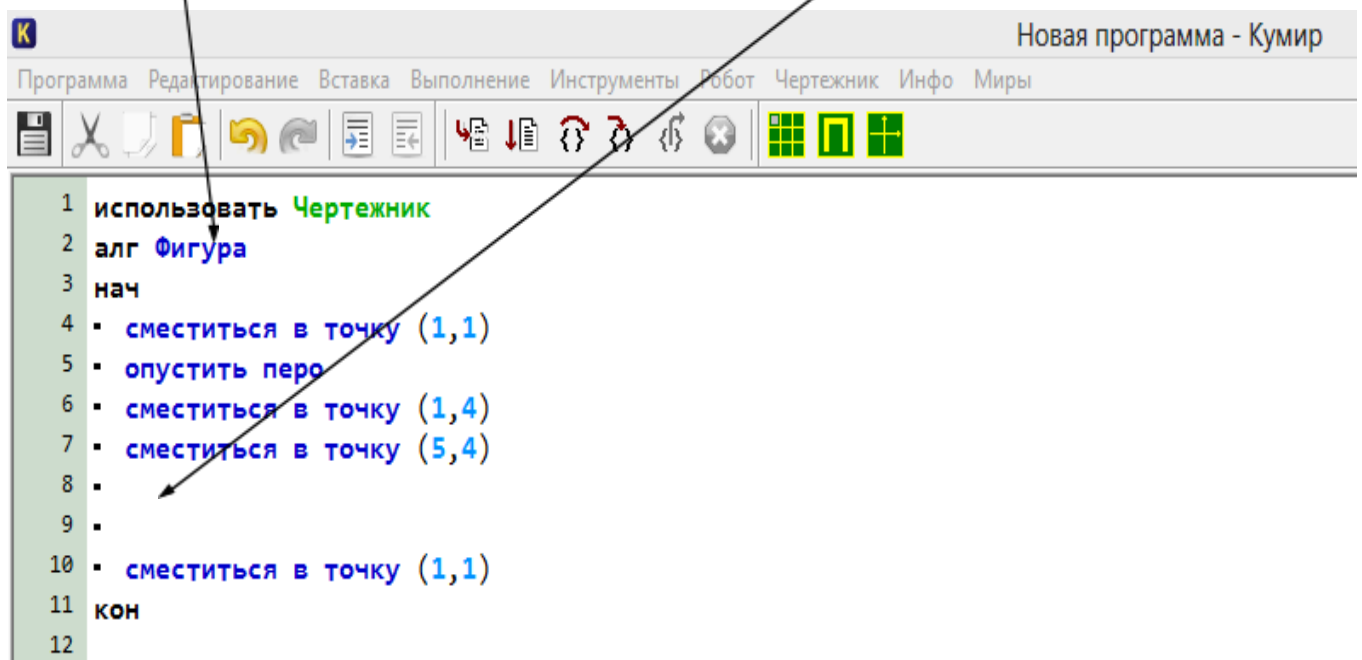 K Новая программа - Кумир
Программа Редактирование Вставка Выполнение Инструменты Робот Чертежник Инфо Миры
1 использовать Чертежник
2 алг Фигура
3 нач
4 сместиться в точку (1,1)
5 опустить перо
6 сместиться в точку (1,4)
7 сместиться в точку (5,4)
8
9
10 сместиться в точку (1,1)
11 кон
12